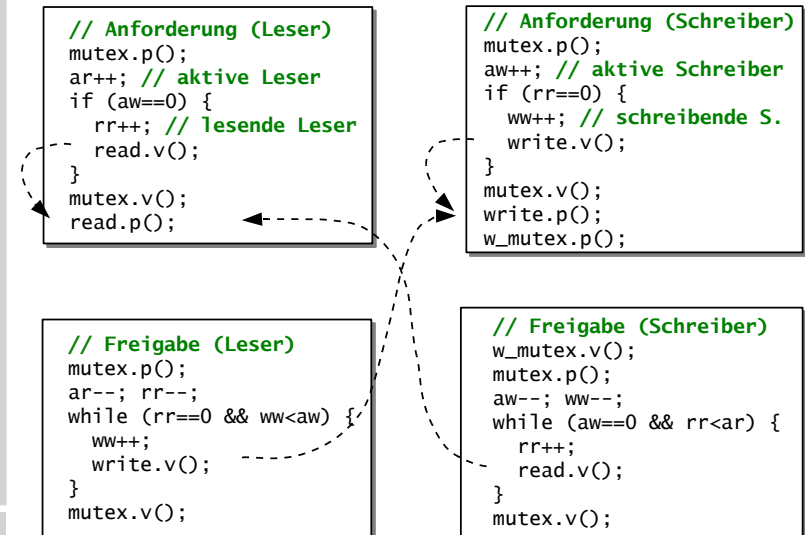 // Anforderung (Leser)
mutex.p();
ar++; // aktive Leser
if (aw==0) {
rr++; // lesende Leser
read.v();
}
mutex.v();
read.p();
// Anforderung (Schreiber)
mutex.p();
aw++; // aktive Schreiber
if (rr==0) {
ww++; // schreibende S.
write.v();
}
mutex.v();
write.p();
w_mutex.p();
// Freigabe (Leser)
mutex.p();
ar--; rr--;
while (rr==0 && ww<aw) {
ww++;
write.v();
}
mutex.v();
// Freigabe (Schreiber)
w_mutex.v();
mutex.p();
aw--; ww--;
while (aw==0 && rr<ar) {
rr++;
read.v();
}
mutex.v();